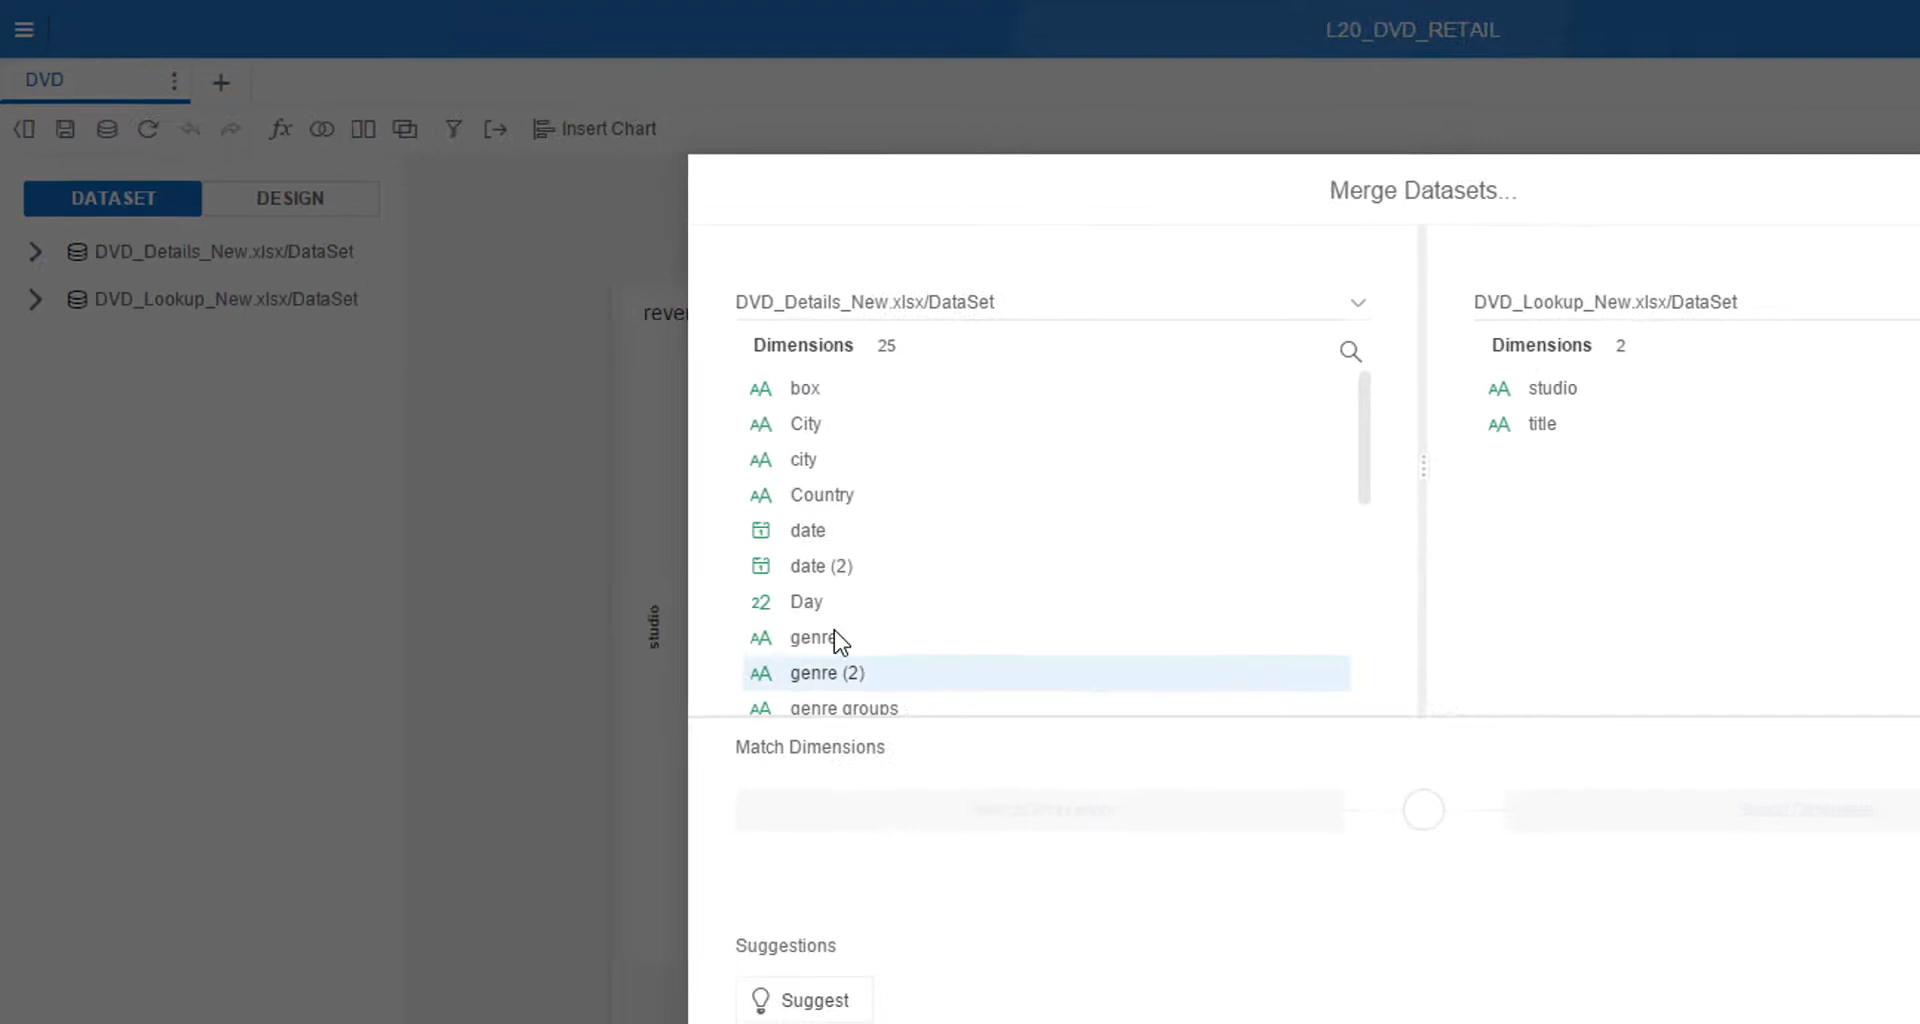 L20_DVD_RETAIL
DVD
Insert Chart
DATASET
DESIGN
DVD_Details_New.xlsx/DataSet
DVD_Lookup_New.xlsx/DataSet
studio
Merge Datasets...
DVD_Details_New.xlsx/DataSet
Dimensions 25
box
City
city
Country
date
date (2)
Day
genre
genre (2)
genre groups
DVD_Lookup_New.xlsx/DataSet
Dimensions 2
studio
title
Match Dimensions
Suggestions
Suggest